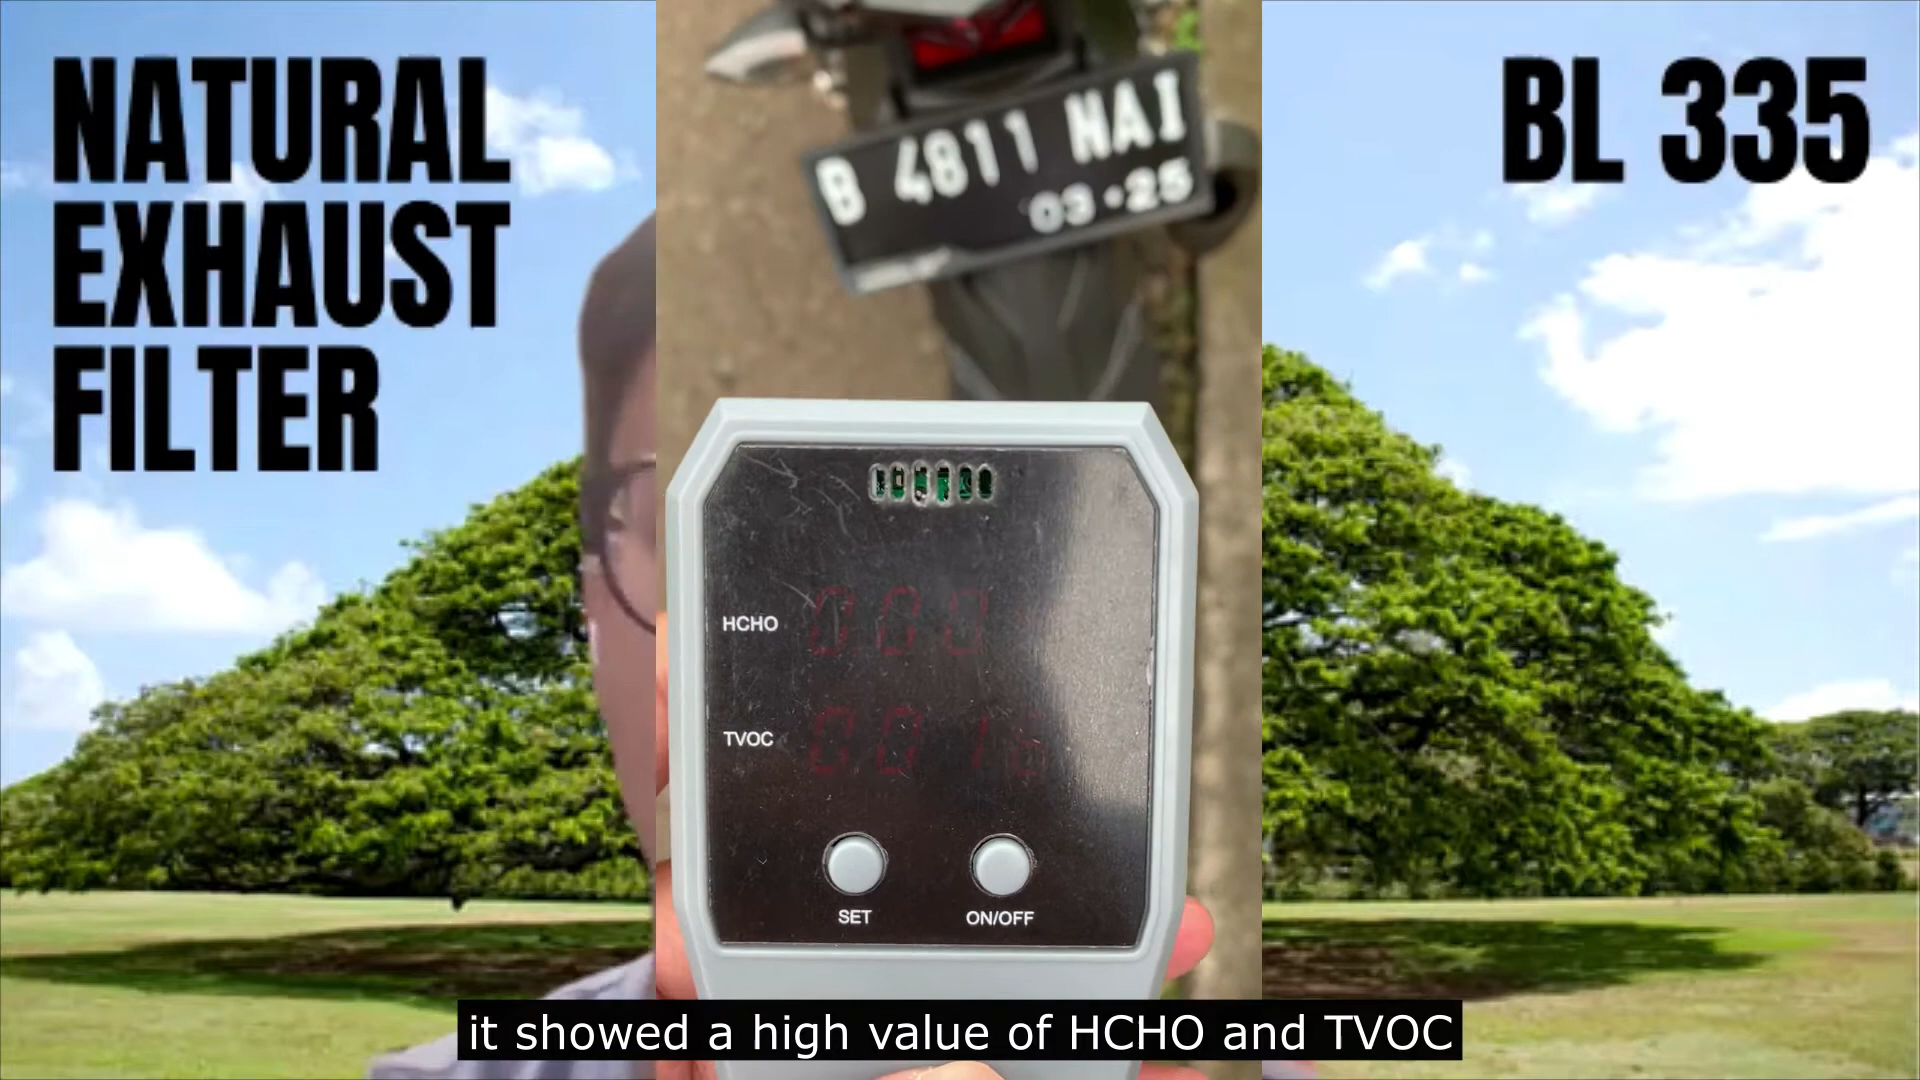 NATURAL
EXHAUST
FILTER
BL 335
B 4811 NAI
03·25
HCHO
TVOC
SET
ON/OFF
it showed a high value of HCHO and TVOC